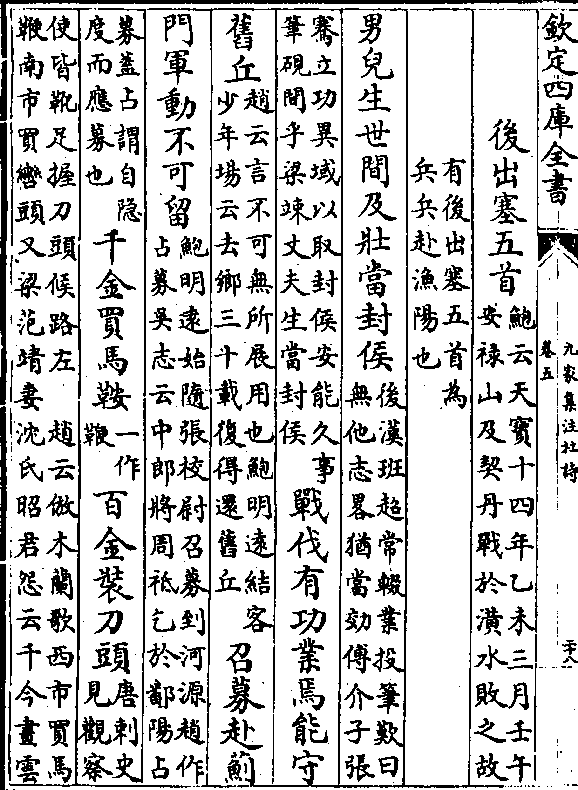 欽定四庫全書
九家集注杜詩
卷五
二十八
後出塞五首鮑云天寶十四年乙未三月壬午
安禄山及契丹戰於潢水敗之故
有後出塞五首為
兵兵赴漁陽也
男兒生世間及壯當封侯後漢班超常輟業投筆歎曰
無他志畧猶當効傅介子張
騫立功異域以取封侯安能久事
筆硯間乎梁竦丈夫生當封侯
戰伐有功業焉能守
舊丘趙云言不可無所展用也鮑明逺結客
少年場云去鄉三十載復得還舊丘
召募赴薊
門軍動不可留鮑明逺始隨張校尉召募到河源趙作
占募吳志云中郎將周祗乞於鄱陽占
募蓋占謂自隐
度而應募也
千金買馬鞍一作
鞭
百金裝刀頭唐刺史
見觀察
使皆靴足握刀頭候路左
趙云倣木蘭歌西市買馬
鞭南市買轡頭又梁范靖妻沈氏昭君怨云千今畫雲